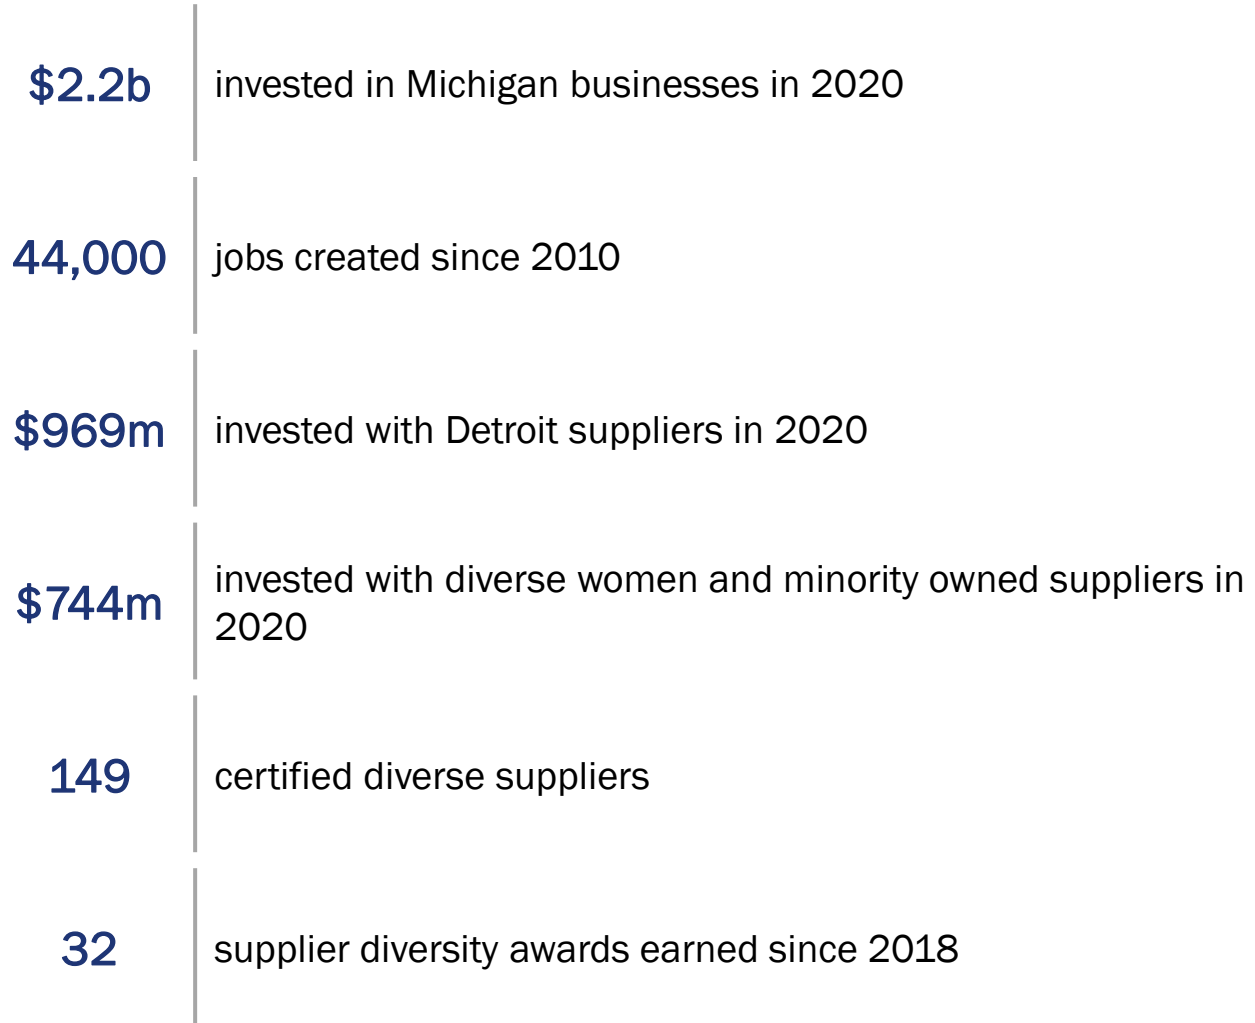 $2.2b
invested in Michigan businesses in 2020
44,000
jobs created since 2010
$969m
invested with Detroit suppliers in 2020
$744m
invested with diverse women and minority owned suppliers in
2020
149
certified diverse suppliers
32
supplier diversity awards earned since 2018